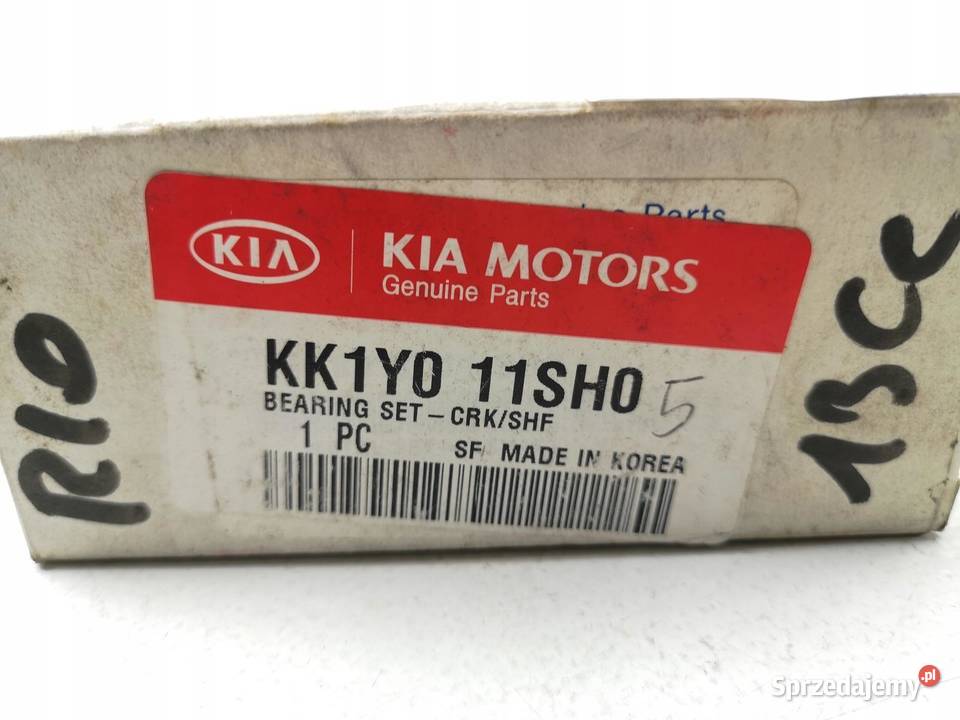 Parts
KIA
KIA MOTORS
Genuine Parts
KK1Y0 11SH0 5
BEARING SET-CRK/SHF
1 PC SF MADE IN KOREA
RIO
13CC
Sprzedajemy.pl